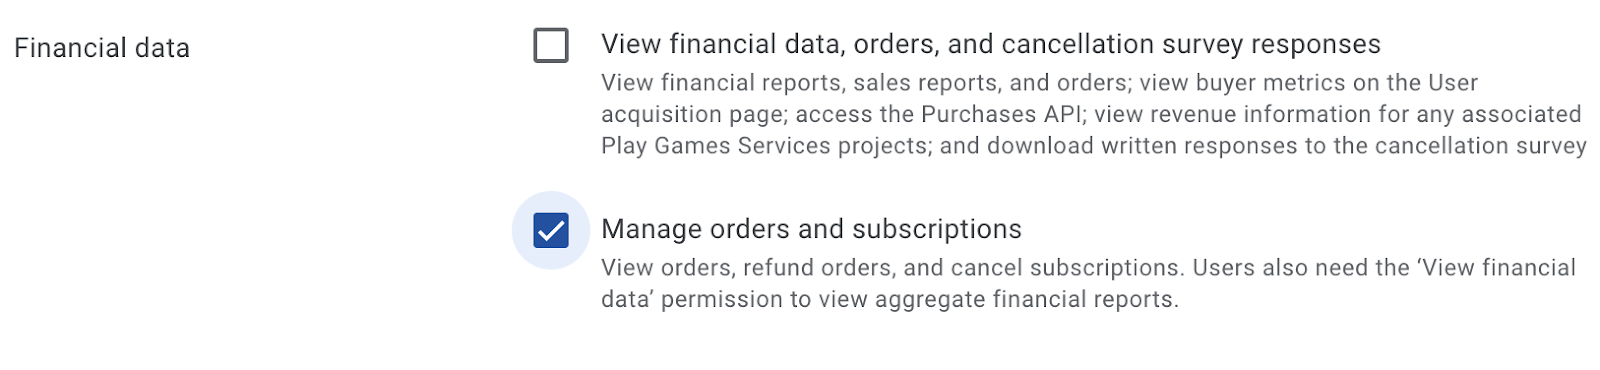 Financial data
View financial data, orders, and cancellation survey responses
View financial reports, sales reports, and orders; view buyer metrics on the User
acquisition page; access the Purchases API; view revenue information for any associated
Play Games Services projects; and download written responses to the cancellation survey
Manage orders and subscriptions
View orders, refund orders, and cancel subscriptions. Users also need the ‘View financial
data’ permission to view aggregate financial reports.